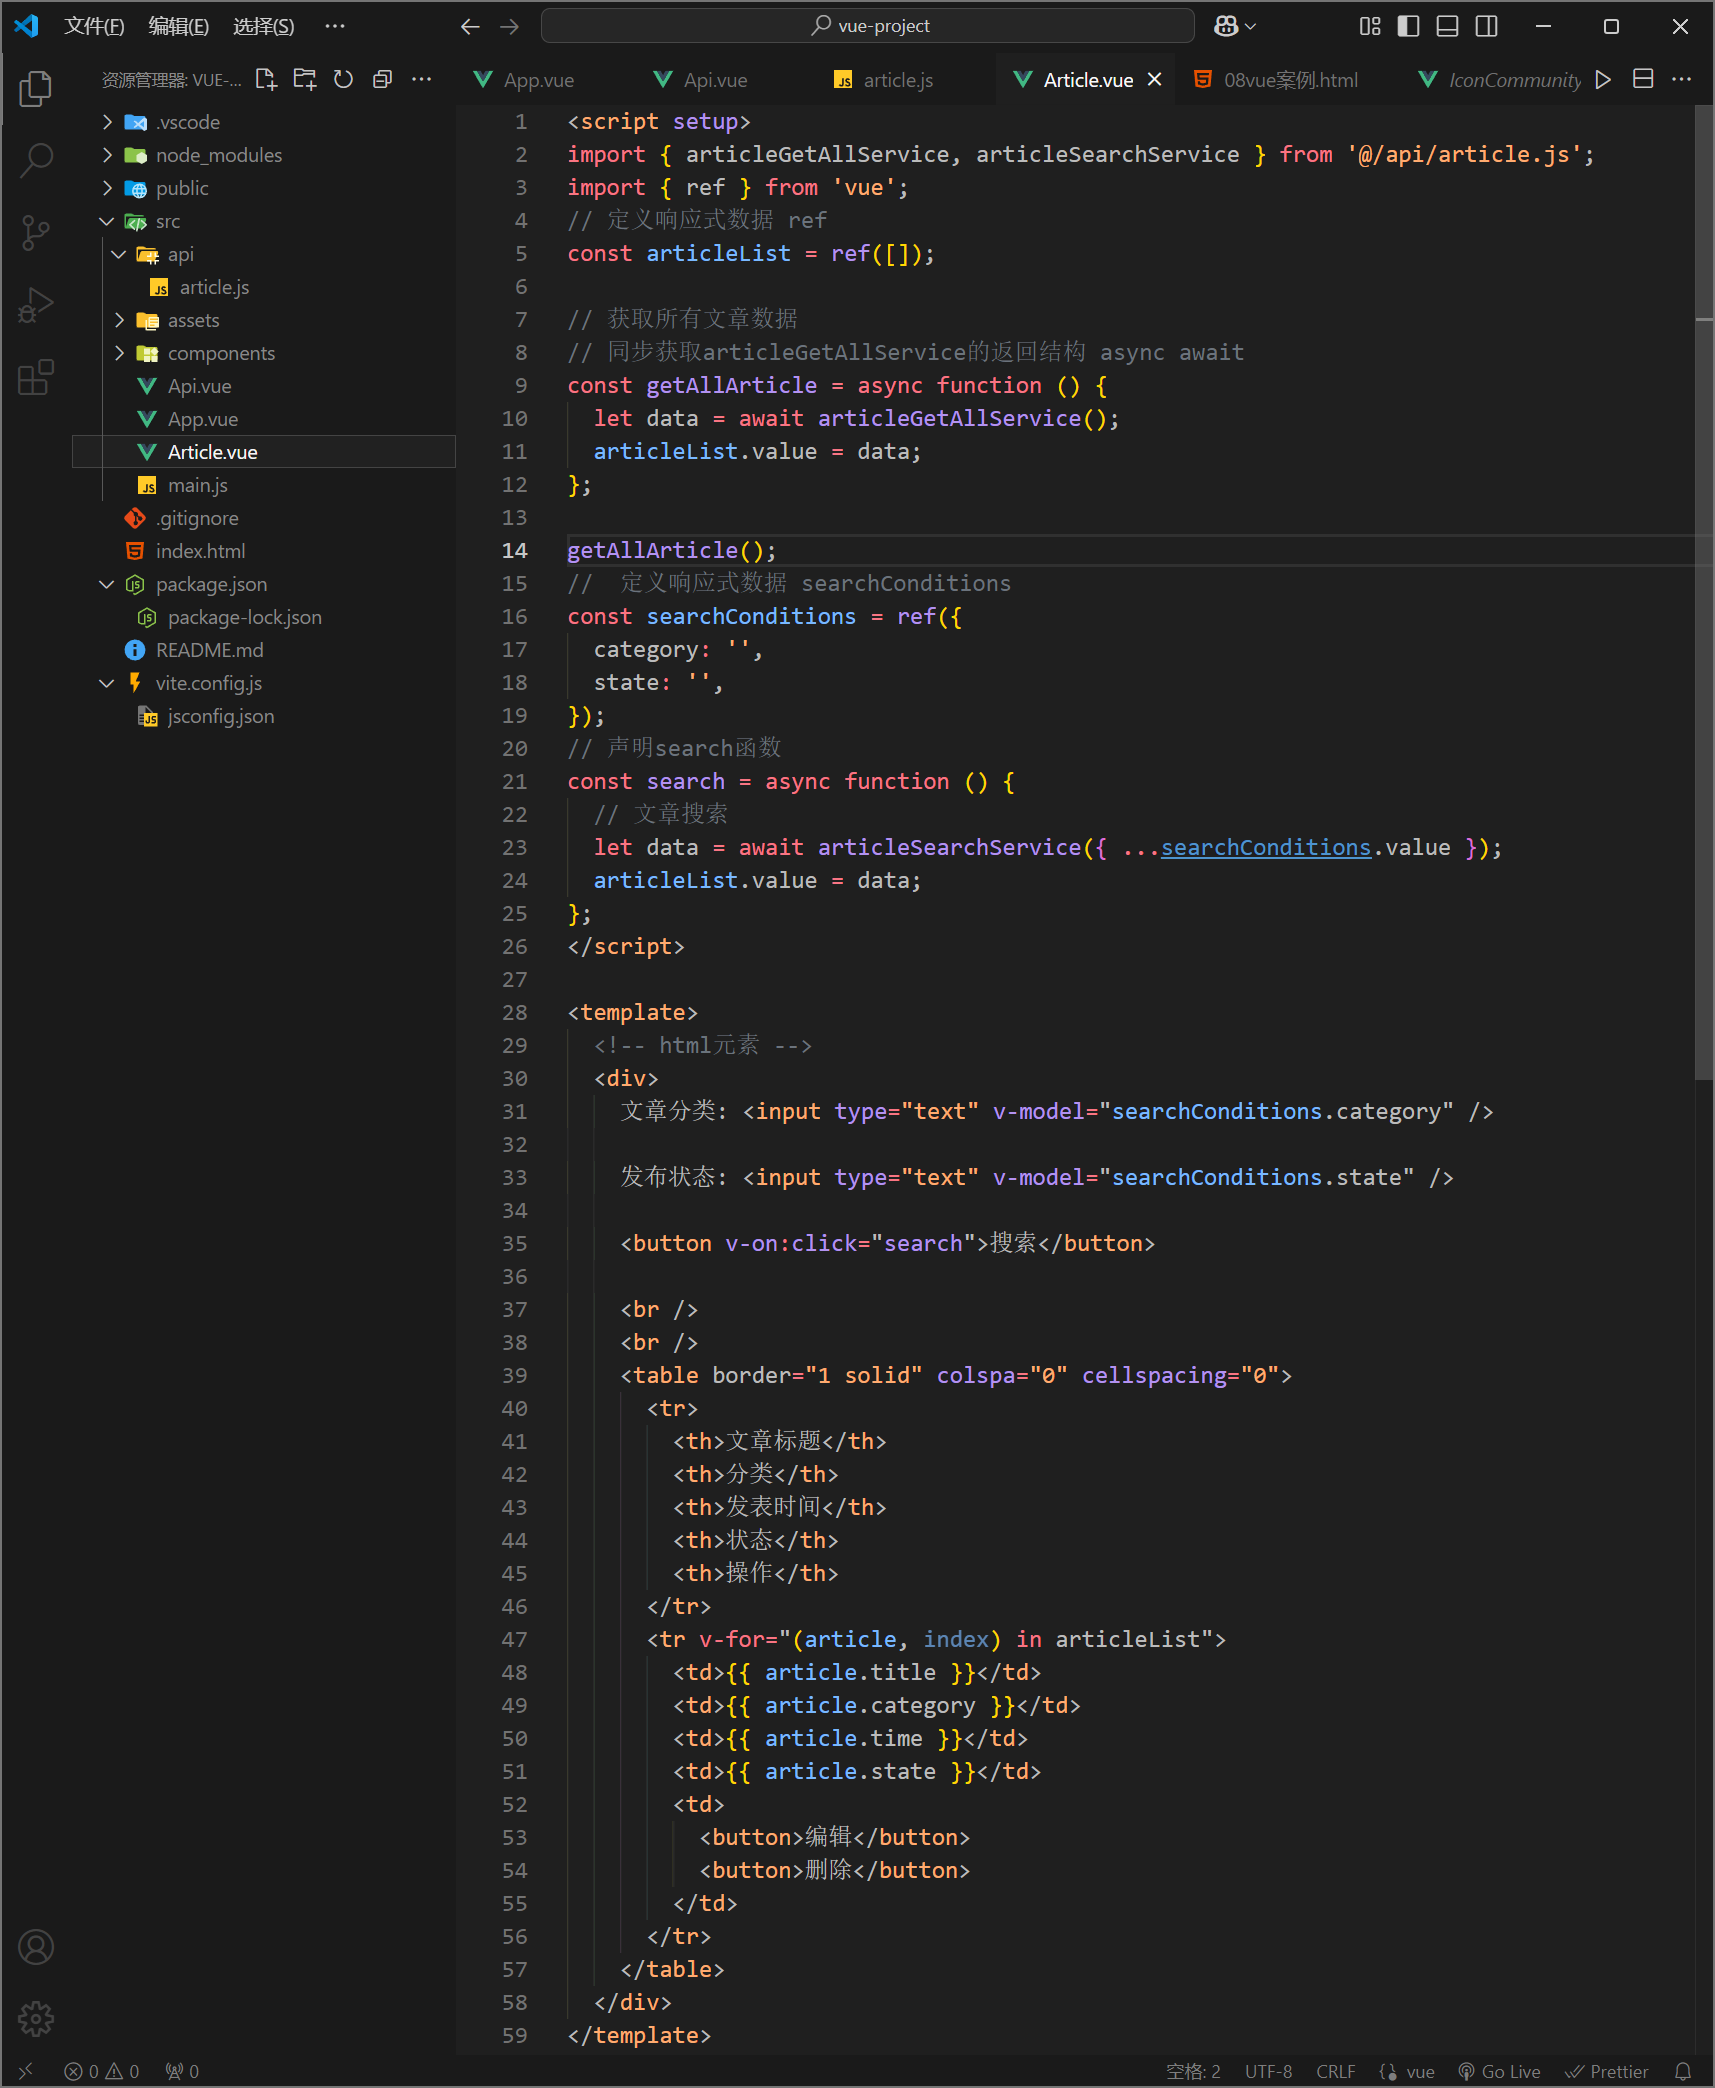 文件(F) 编辑(E) 选择(S) ··· vue-project
资源管理器: VUE-... ···
App.vue Api.vue article.js Article.vue 08vue案例.html IconCommunity ···
.vscode
node_modules
public
src
api
article.js
assets
components
Api.vue
App.vue
Article.vue
main.js
.gitignore
index.html
package.json
package-lock.json
README.md
vite.config.js
jsconfig.json
1 <script setup>
2 import { articleGetAllService, articleSearchService } from '@/api/article.js';
3 import { ref } from 'vue';
4 // 定义响应式数据 ref
5 const articleList = ref([]);
6
7 // 获取所有文章数据
8 // 同步获取articleGetAllService的返回结构 async await
9 const getAllArticle = async function () {
10   let data = await articleGetAllService();
11   articleList.value = data;
12 };
13
14 getAllArticle();
15 //  定义响应式数据 searchConditions
16 const searchConditions = ref({
17   category: '',
18   state: '',
19 });
20 // 声明search函数
21 const search = async function () {
22   // 文章搜索
23   let data = await articleSearchService({ ...searchConditions.value });
24   articleList.value = data;
25 };
26 </script>
27
28 <template>
29   <!-- html元素 -->
30   <div>
31     文章分类: <input type="text" v-model="searchConditions.category" />
32
33     发布状态: <input type="text" v-model="searchConditions.state" />
34
35     <button v-on:click="search">搜索</button>
36
37     <br />
38     <br />
39     <table border="1 solid" colspa="0" cellspacing="0">
40       <tr>
41         <th>文章标题</th>
42         <th>分类</th>
43         <th>发表时间</th>
44         <th>状态</th>
45         <th>操作</th>
46       </tr>
47       <tr v-for="(article, index) in articleList">
48         <td>{{ article.title }}</td>
49         <td>{{ article.category }}</td>
50         <td>{{ article.time }}</td>
51         <td>{{ article.state }}</td>
52         <td>
53           <button>编辑</button>
54           <button>删除</button>
55         </td>
56       </tr>
57     </table>
58   </div>
59 </template>
0 0 0 空格: 2 UTF-8 CRLF vue Go Live Prettier